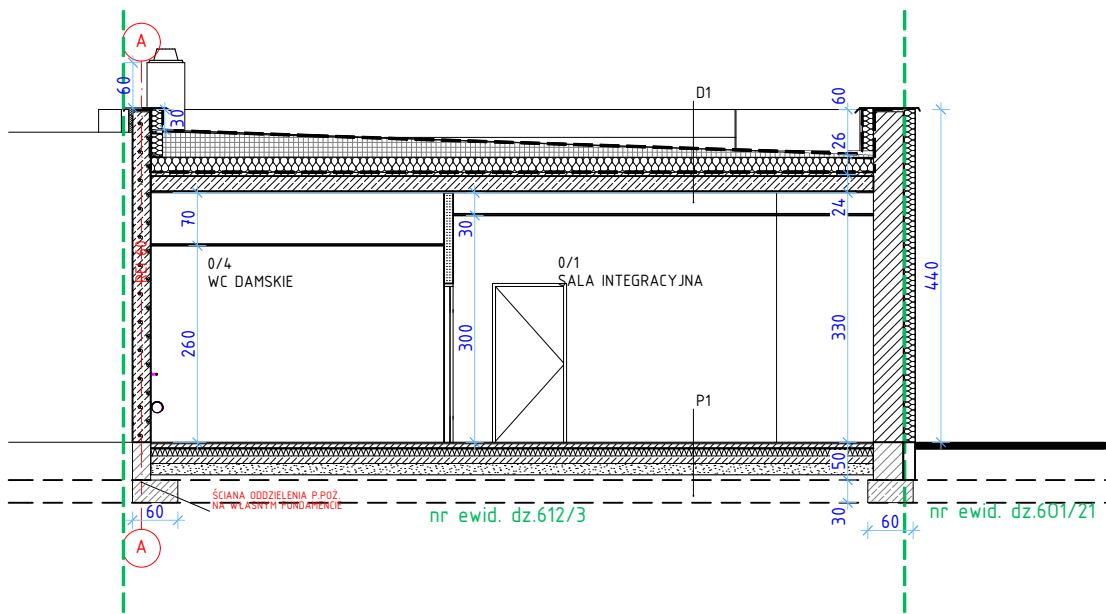 A
60
30
D1
60
26
24
70
30
0/4
WC DAMSKIE
0/1
SALA INTEGRACYJNA
REI 60
440
260
300
330
P1
50
ŚCIANA ODDZIELENIA P.POŻ.
NA WŁASNYM FUNDAMENCIE
60
nr ewid. dz.612/3
30
60
nr ewid. dz.601/21
A